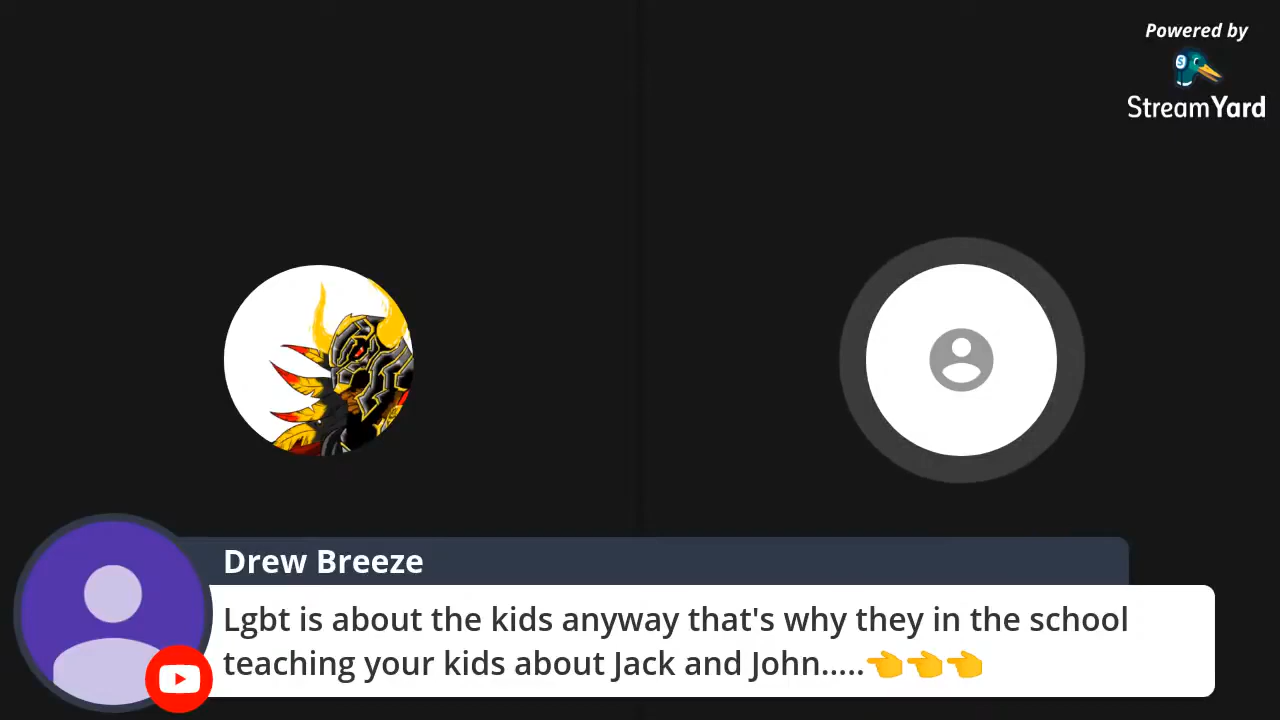 Powered by
StreamYard
Drew Breeze
Lgbt is about the kids anyway that's why they in the school
teaching your kids about Jack and John.....👈👈👈